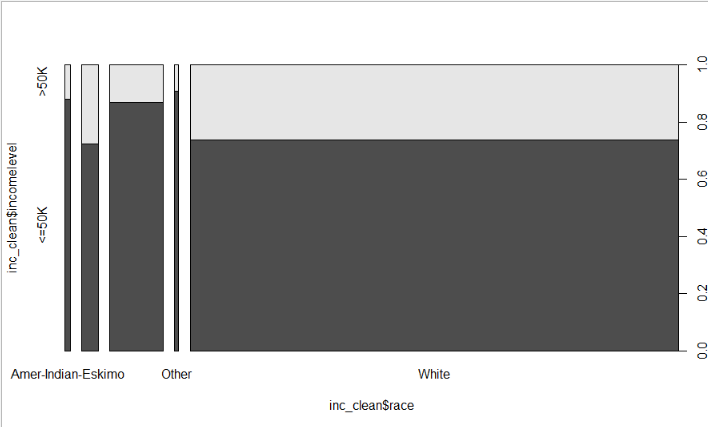 inc_clean$incomelevel
>50K
<=50K
1.0
0.8
0.6
0.4
0.2
0.0
Amer-Indian-Eskimo Other White
inc_clean$race